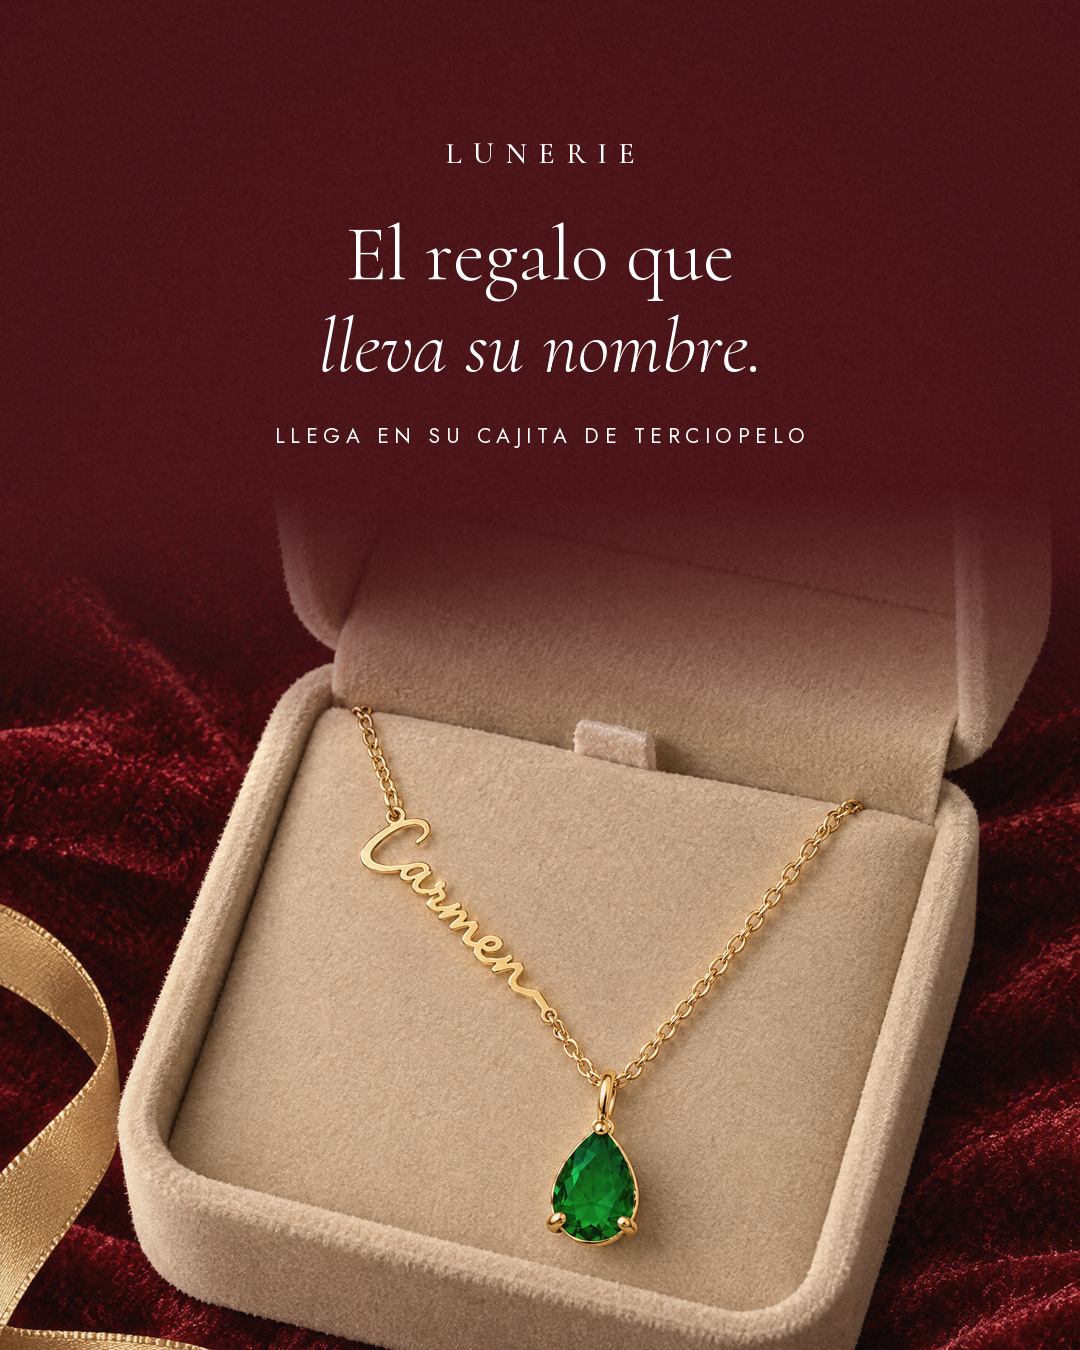 LUNERIE
El regalo que
lleva su nombre.
LLEGA EN SU CAJITA DE TERCIOPELO
Carmen